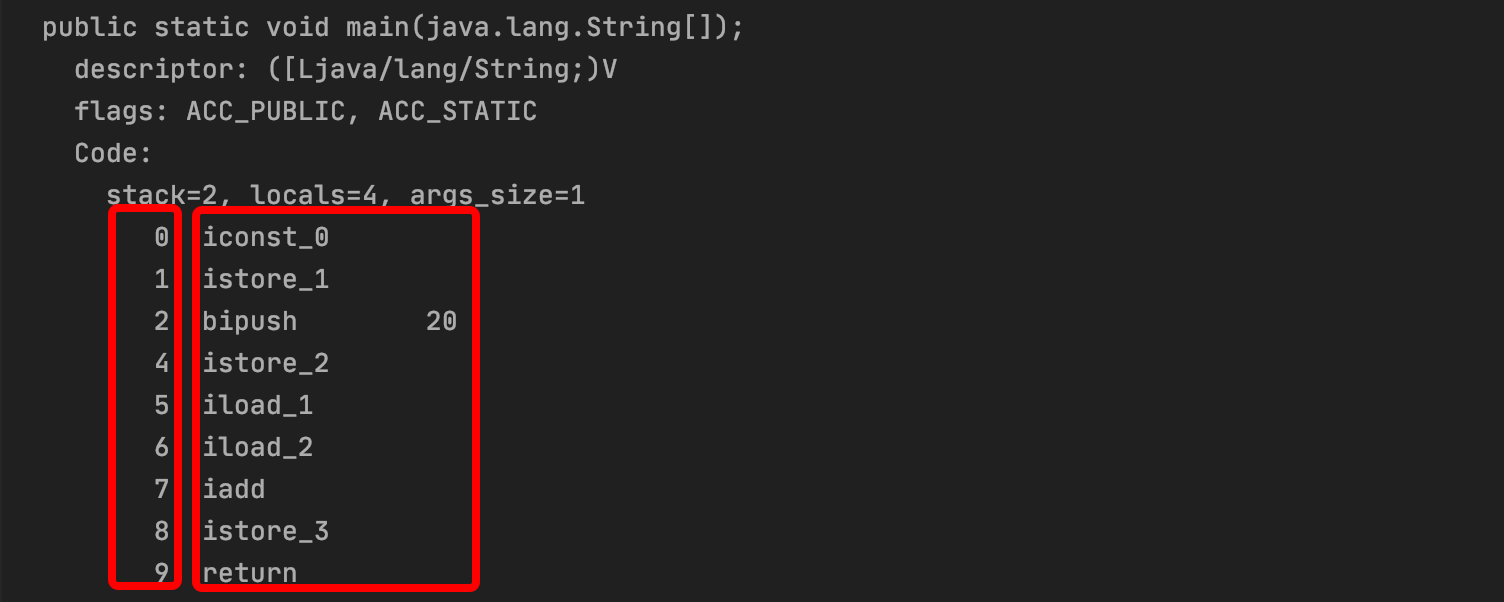 public static void main(java.lang.String[]);
descriptor: ([Ljava/lang/String;)V
flags: ACC_PUBLIC, ACC_STATIC
Code:
stack=2, locals=4, args_size=1
0 iconst_0
1 istore_1
2 bipush 20
4 istore_2
5 iload_1
6 iload_2
7 iadd
8 istore_3
9 return